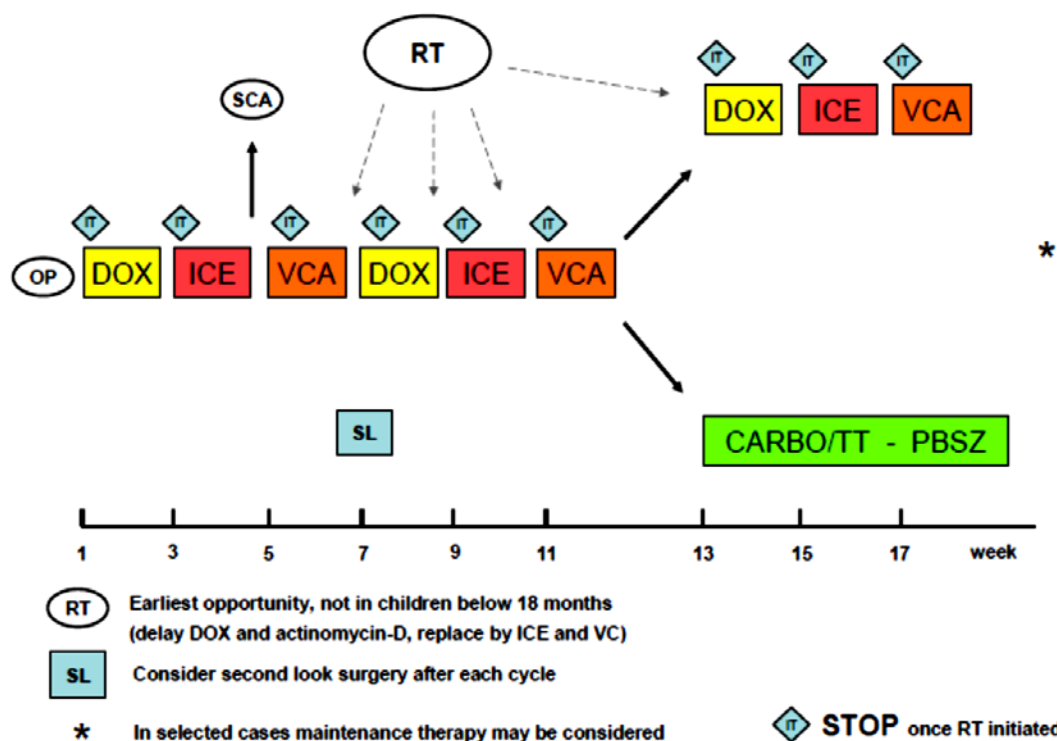 RT
IT IT IT
DOX ICE VCA
SCA
IT IT IT IT IT IT
OP DOX ICE VCA DOX ICE VCA
*
SL
CARBO/TT - PBSZ
1 3 5 7 9 11 13 15 17 week
RT Earliest opportunity, not in children below 18 months
(delay DOX and actinomycin-D, replace by ICE and VC)
SL Consider second look surgery after each cycle
* In selected cases maintenance therapy may be considered
IT STOP once RT initiated